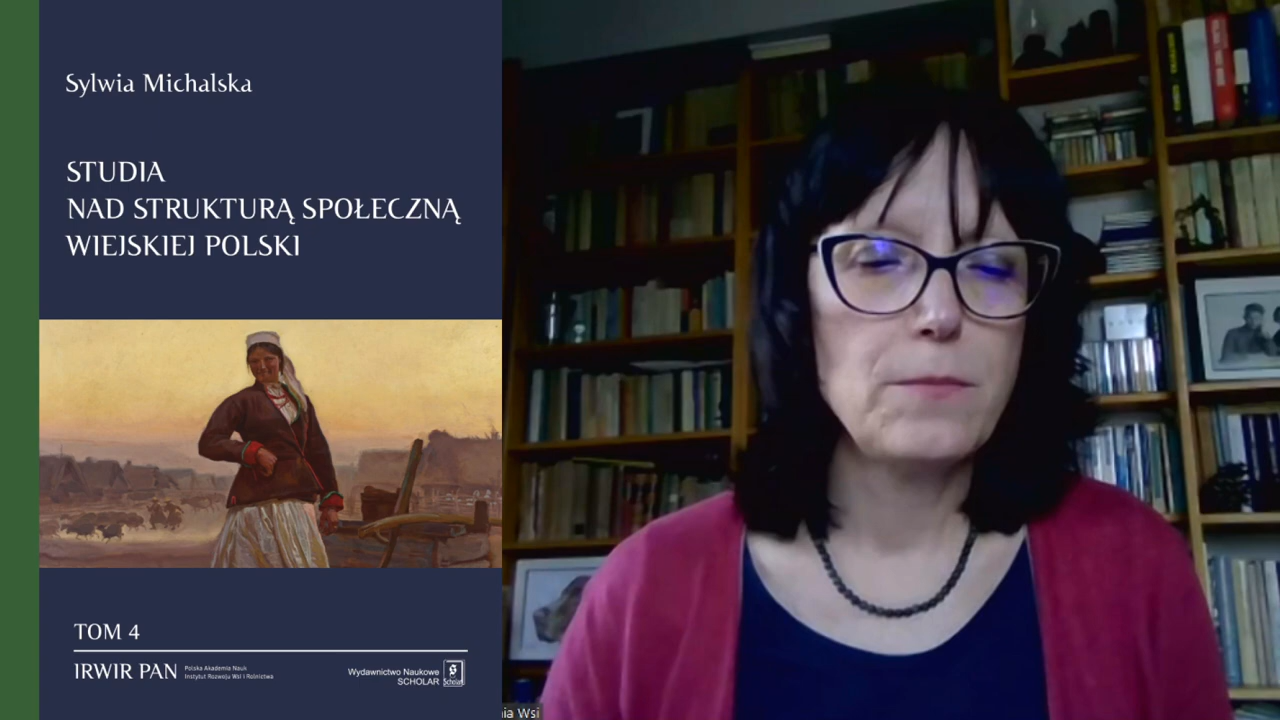 Sylwia Michalska
STUDIA
NAD STRUKTURĄ SPOŁECZNĄ
WIEJSKIEJ POLSKI
TOM 4
IRWIR PAN
Polska Akademia Nauk
Instytut Rozwoju Wsi i Rolnictwa
Wydawnictwo Naukowe
SCHOLAR
Scholar
Wsi